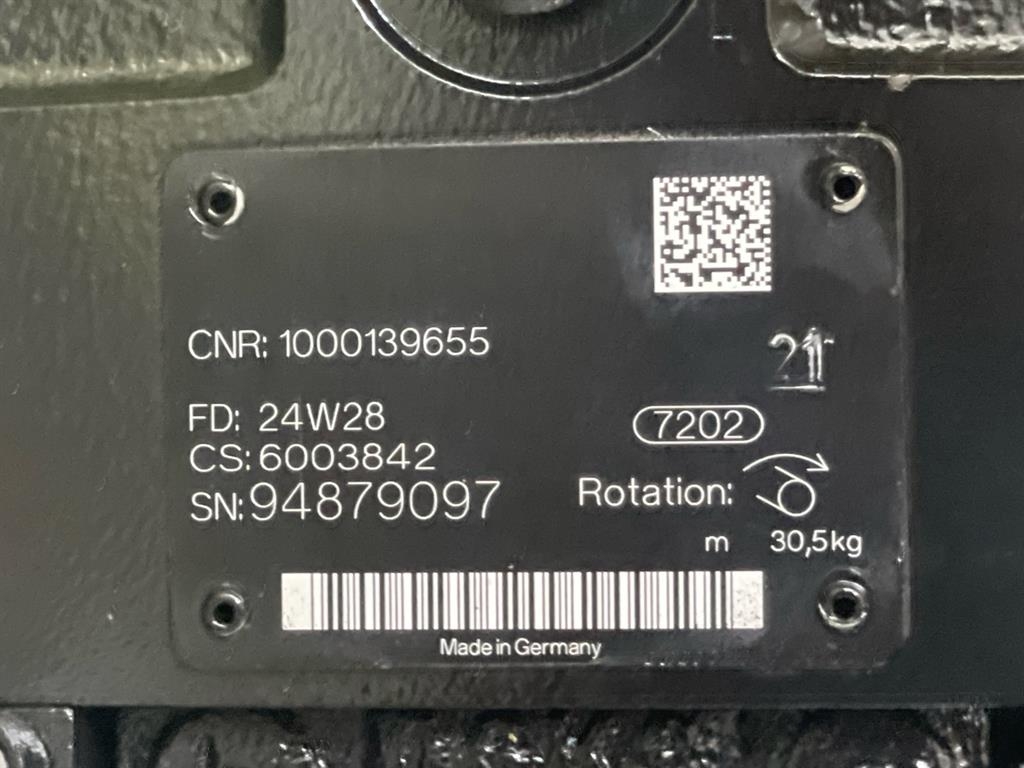 CNR: 1000139655
21
FD: 24W28
7202
CS: 6003842
SN: 94879097
Rotation:
m 30,5kg
Made in Germany